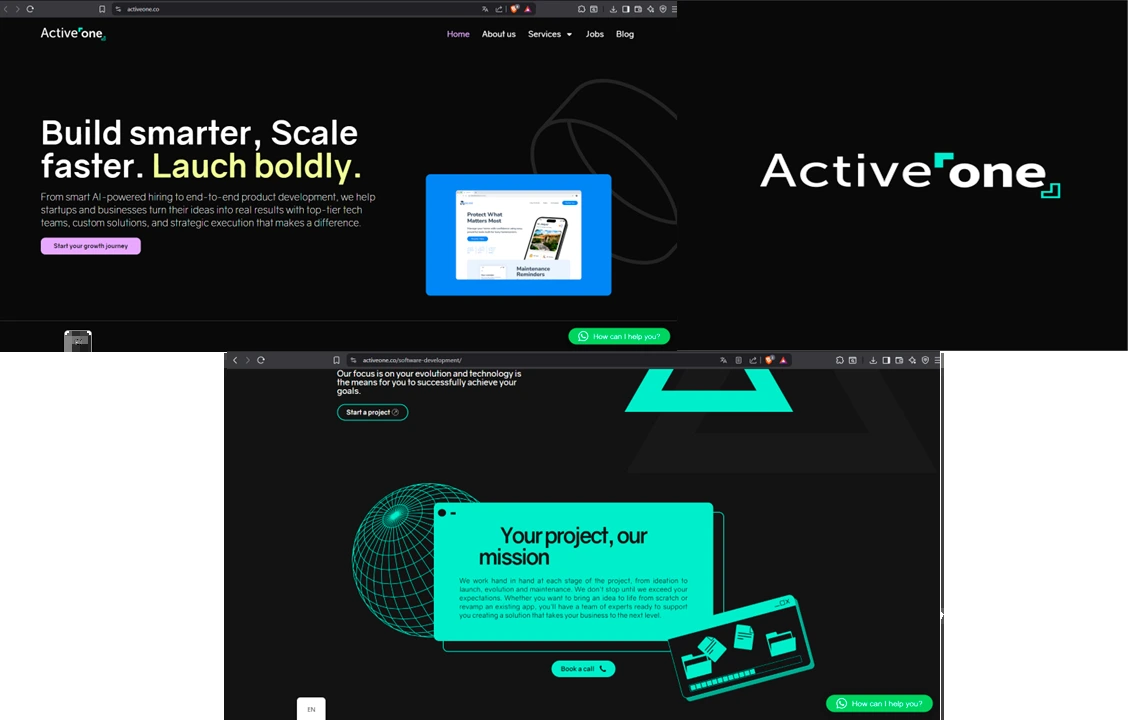 activeone.co
Active one
Home About us Services Jobs Blog
Build smarter, Scale
faster. Lauch boldly.
From smart AI-powered hiring to end-to-end product development, we help
startups and businesses turn their ideas into real results with top-tier tech
teams, custom solutions, and strategic execution that makes a difference.
Start your growth journey
Protect What
Matters Most
Maintenance
Reminders
How can I help you?
Active one
activeone.co/software-development/
Our focus is on your evolution and technology is
the means for you to successfully achieve your
goals.
Start a project
Your project, our
mission
We work hand in hand at each stage of the project, from ideation to
launch, evolution and maintenance. We don't stop until we exceed your
expectations. Whether you want to bring an idea to life from scratch or
revamp an existing app, you'll have a team of experts ready to support
you creating a solution that takes your business to the next level.
Book a call
EN
How can I help you?